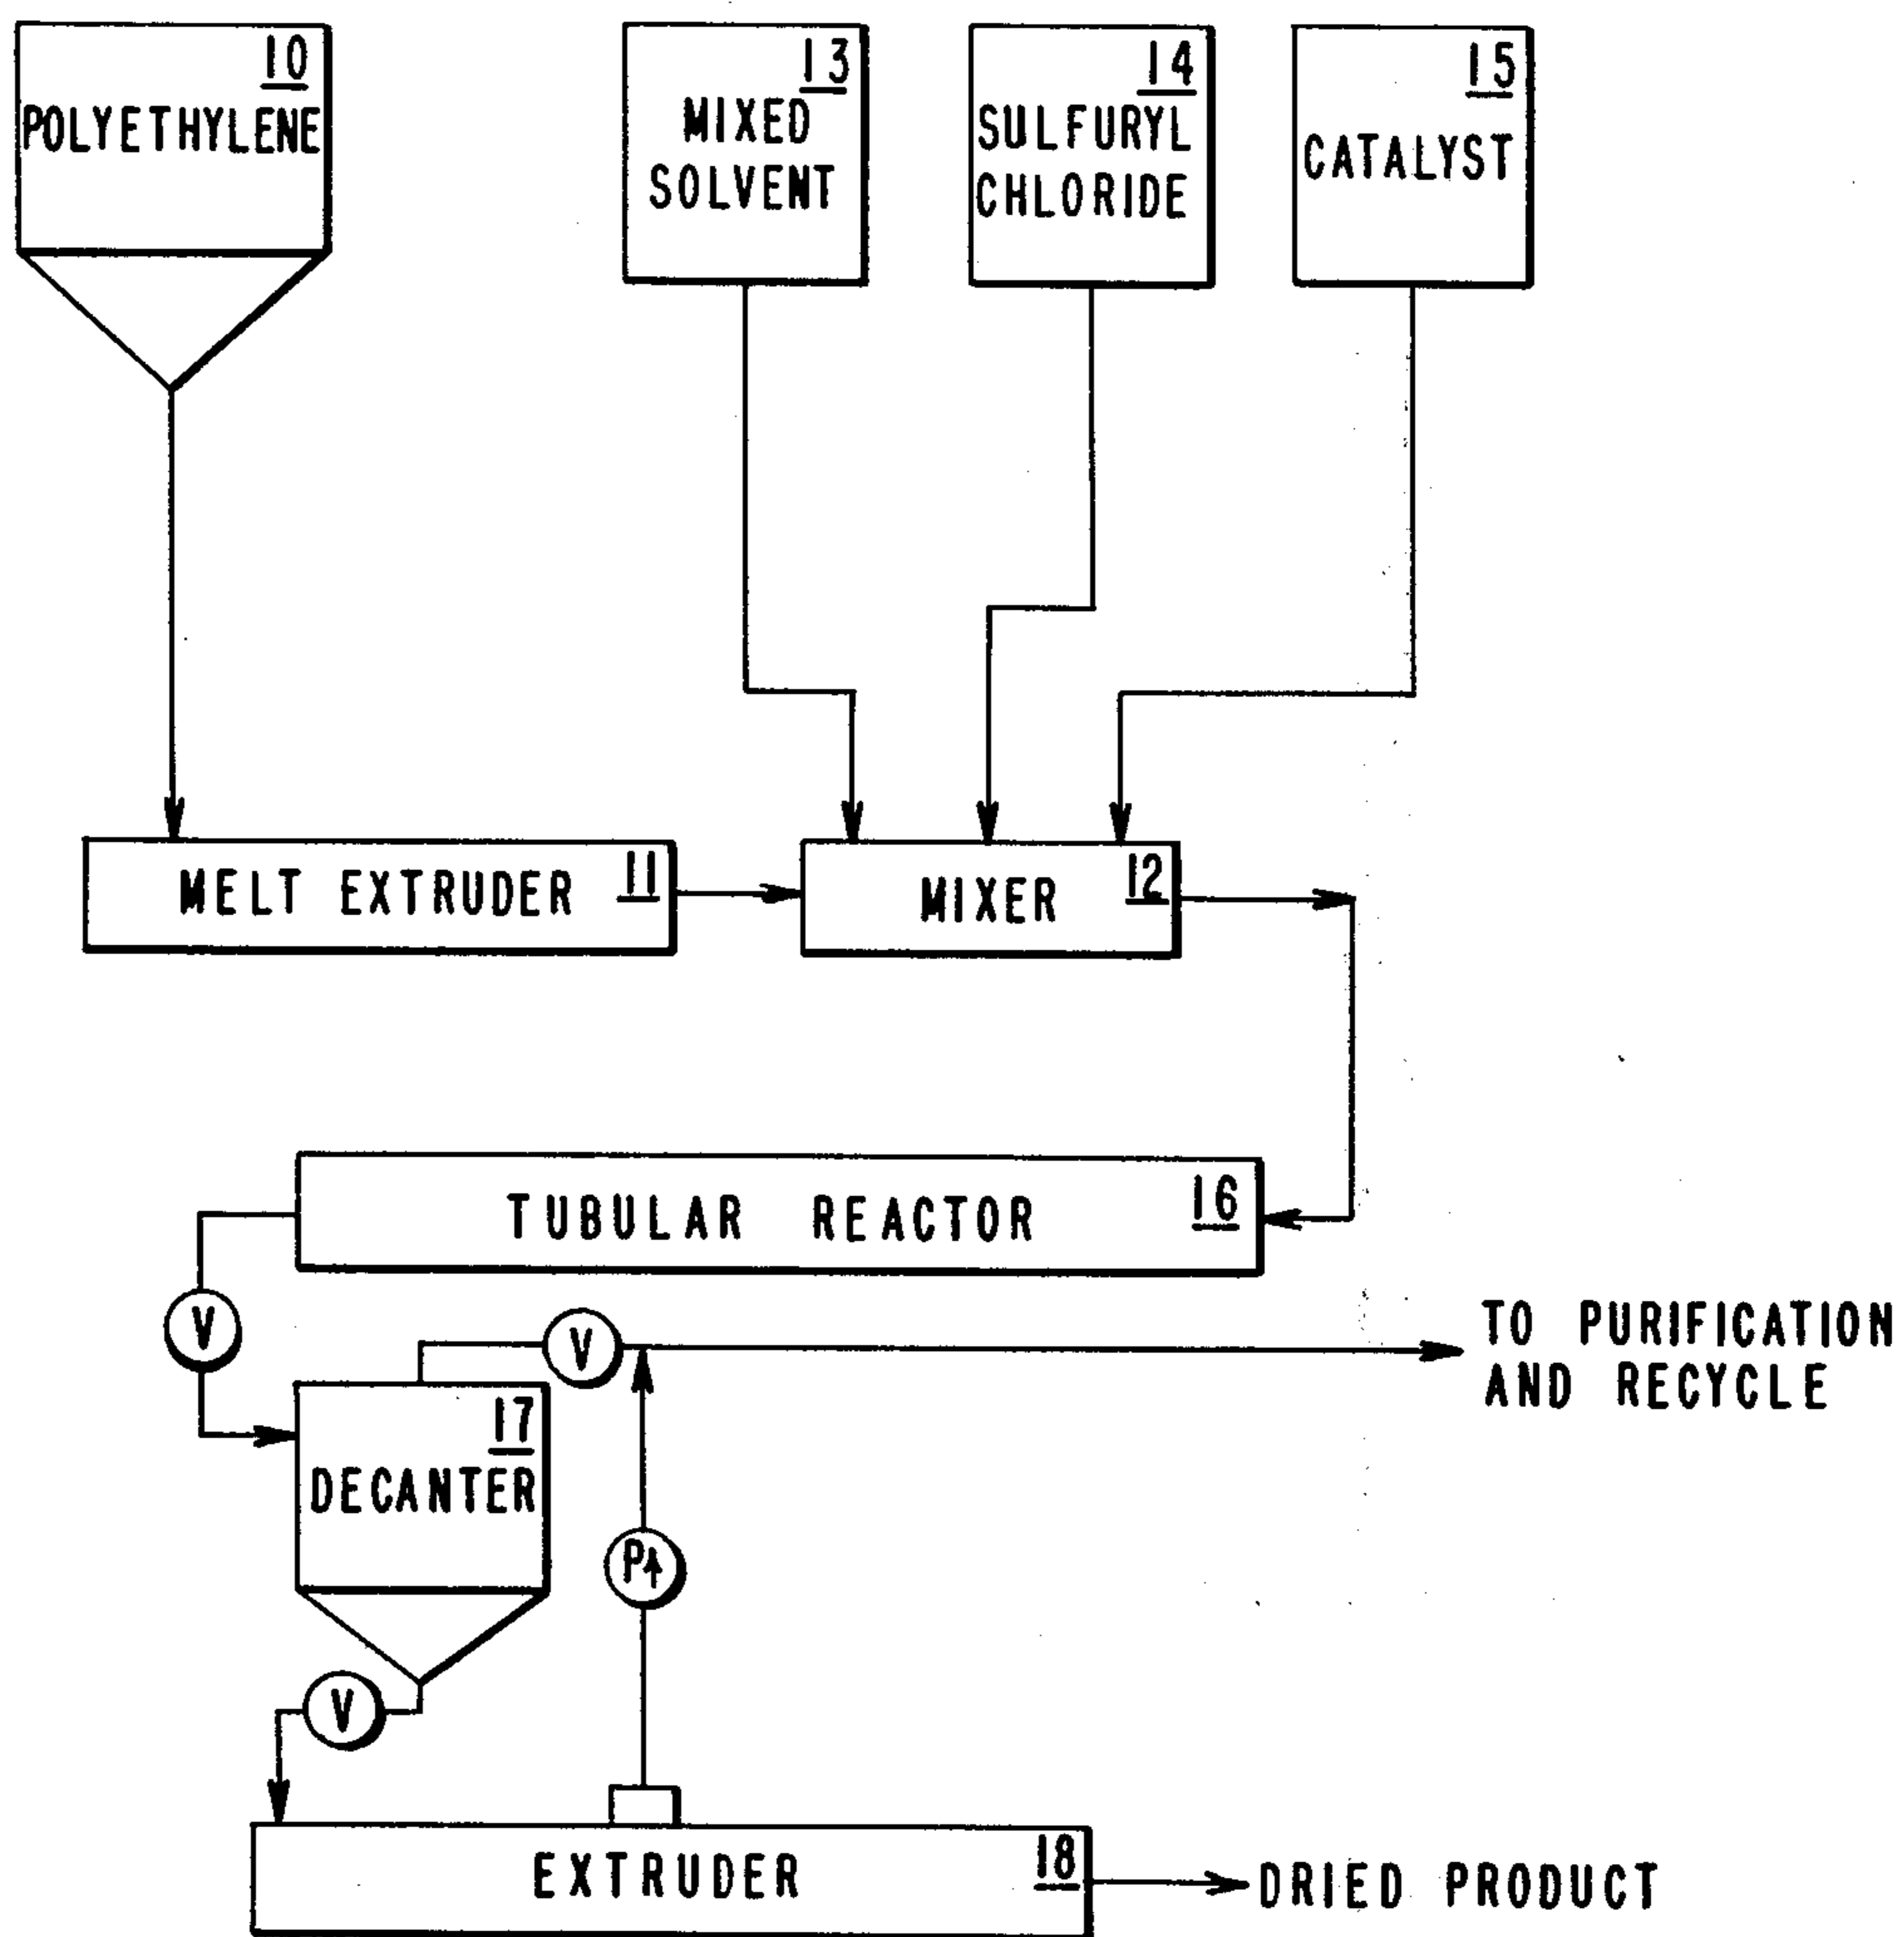 10
POLYETHYLENE
13
MIXED
SOLVENT
14
SULFURYL
CHLORIDE
15
CATALYST
MELT EXTRUDER
11
MIXER
12
TUBULAR REACTOR
16
V
V
TO PURIFICATION
AND RECYCLE
17
DECANTER
P
V
EXTRUDER
18
DRIED PRODUCT